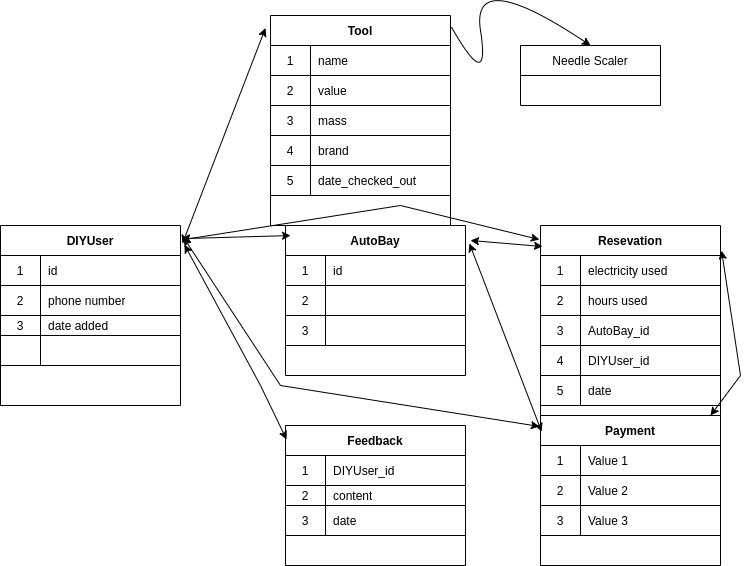 Tool
1 name
2 value
3 mass
4 brand
5 date_checked_out
Needle Scaler
DIYUser
1 id
2 phone number
3 date added
AutoBay
1 id
2
3
Resevation
1 electricity used
2 hours used
3 AutoBay_id
4 DIYUser_id
5 date
Feedback
1 DIYUser_id
2 content
3 date
Payment
1 Value 1
2 Value 2
3 Value 3